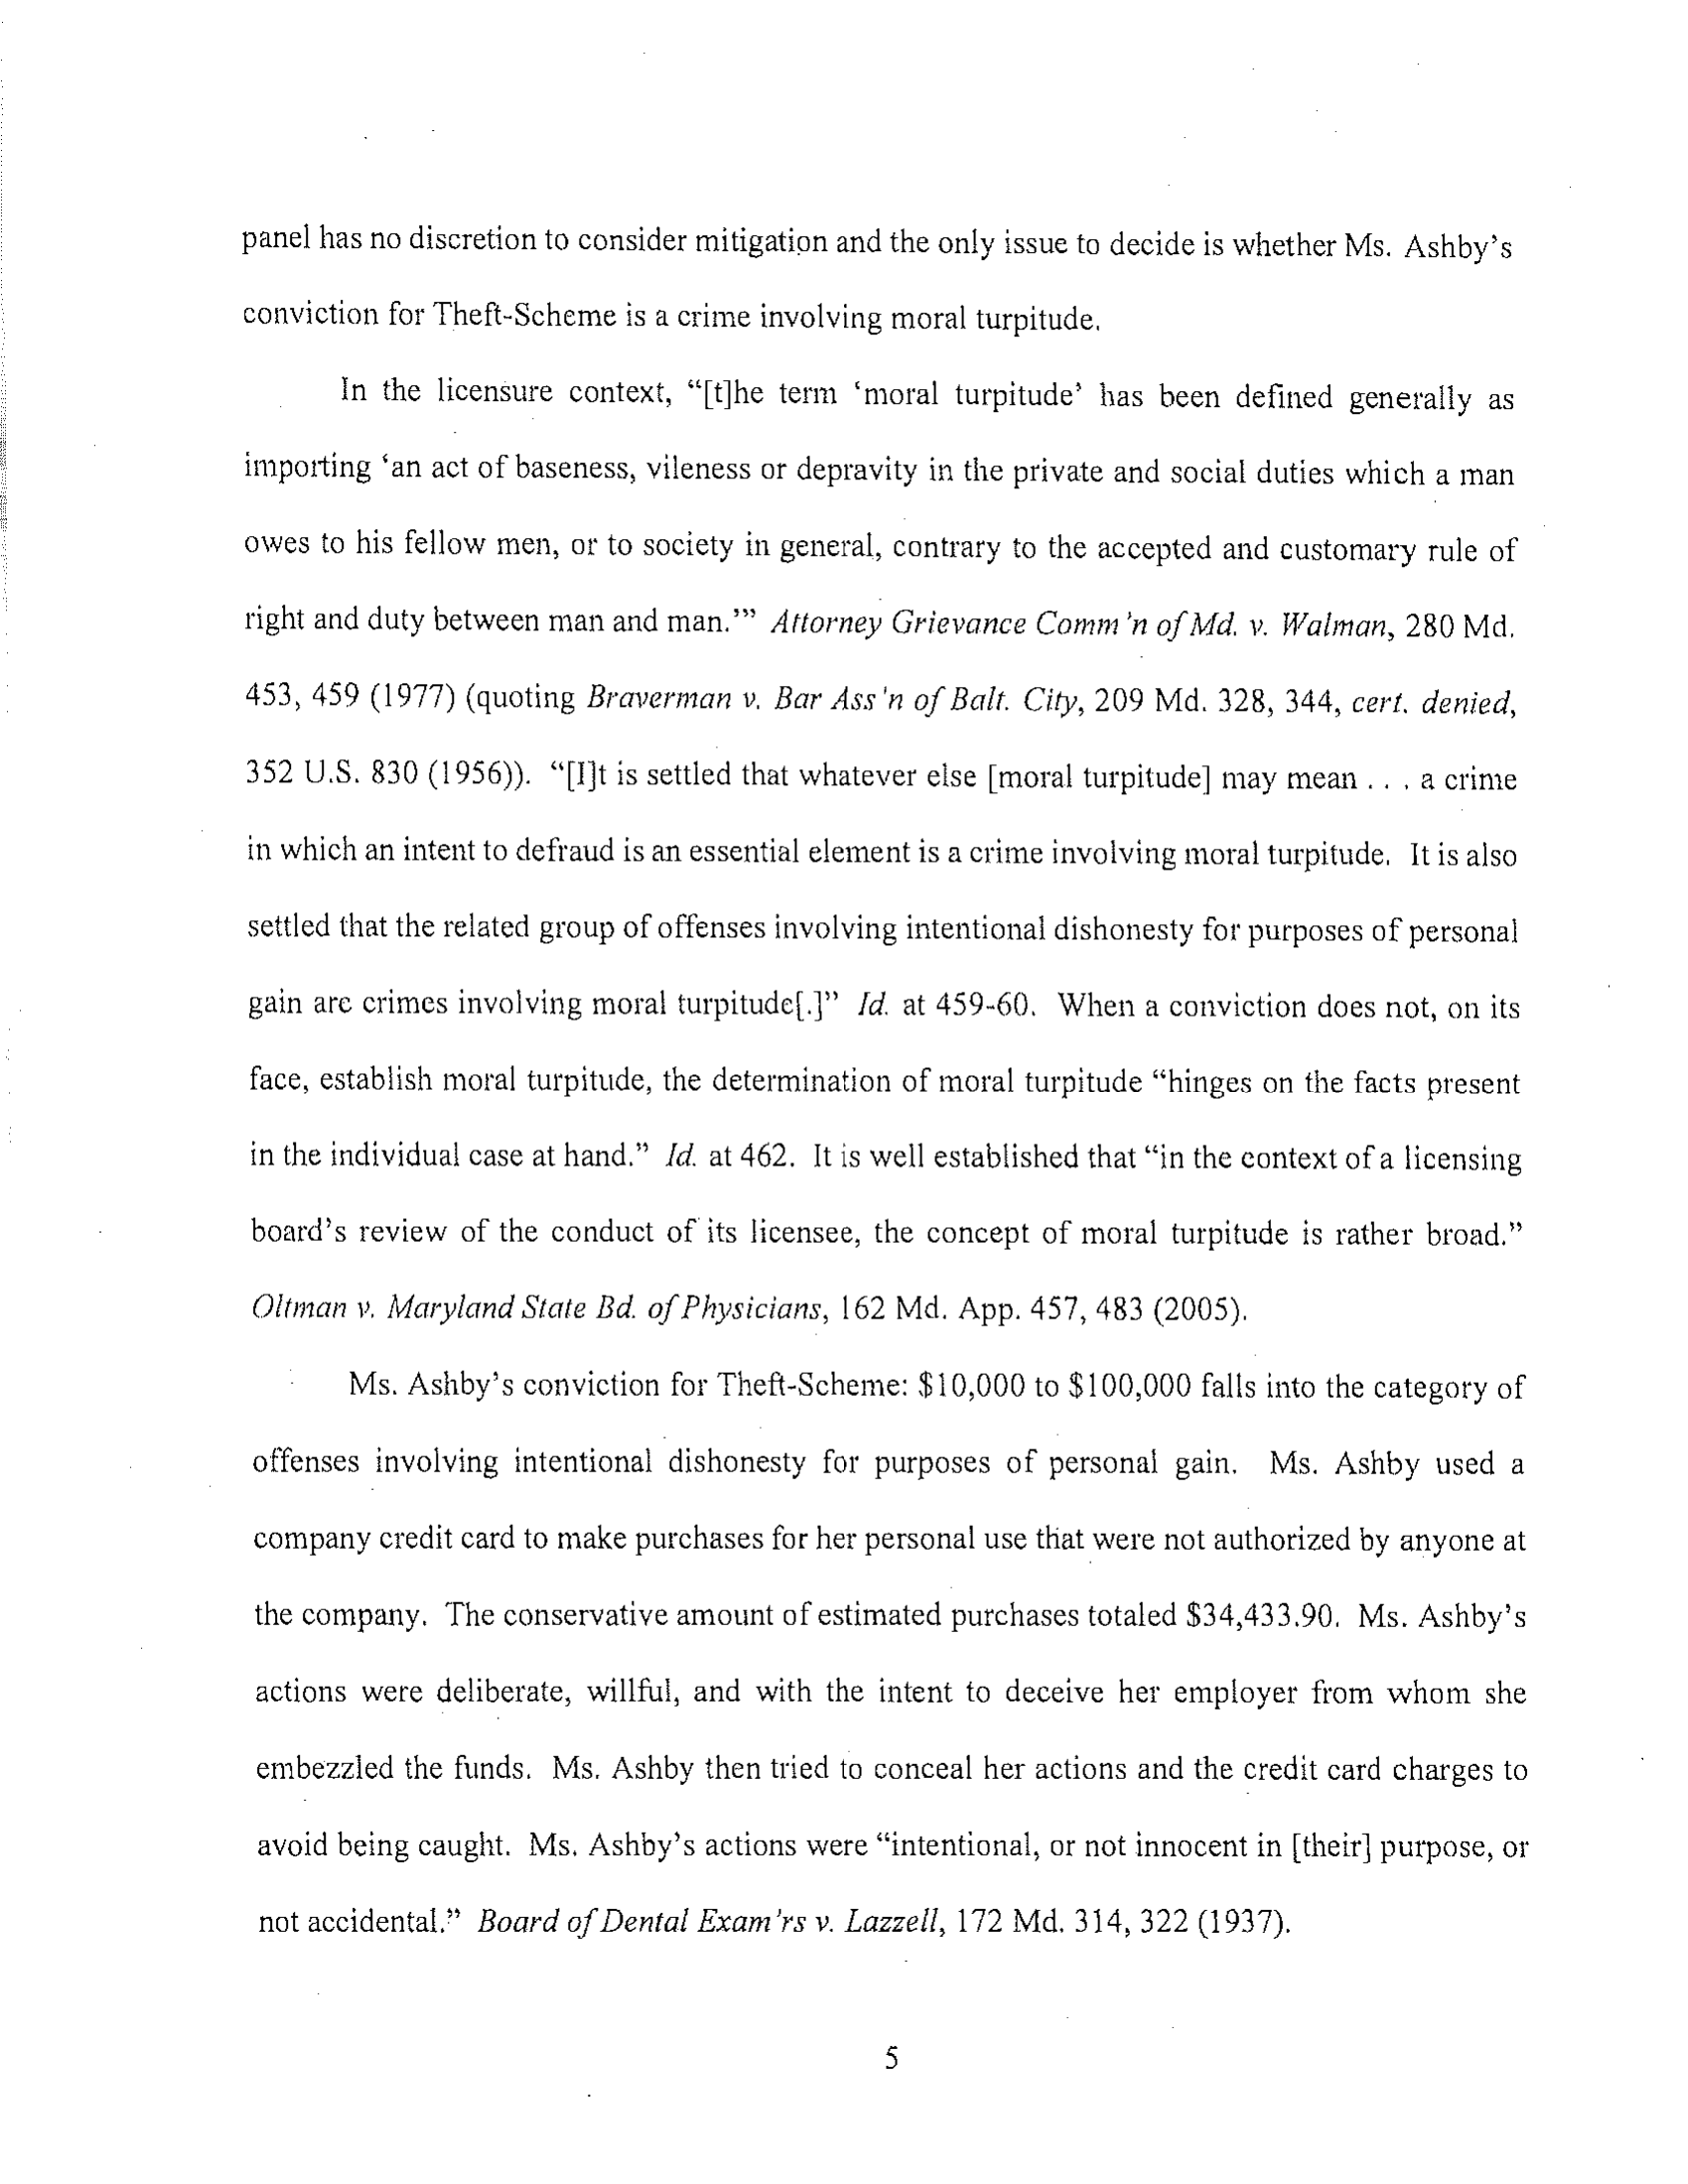 panel has no discretion to consider mitigation and the only issue to decide is whether Ms. Ashby's
conviction for Theft-Scheme is a crime involving moral turpitude.
In the licensure context, “[t]he term ‘moral turpitude’ has been defined generally as
importing ‘an act of baseness, vileness or depravity in the private and social duties which a man
owes to his fellow men, or to society in general, contrary to the accepted and customary rule of
right and duty between man and man.’” Attorney Grievance Comm'n of Md. v. Walman, 280 Md.
453, 459 (1977) (quoting Braverman v. Bar Ass'n of Balt. City, 209 Md. 328, 344, cert. denied,
352 U.S. 830 (1956)). “[I]t is settled that whatever else [moral turpitude] may mean . . . a crime
in which an intent to defraud is an essential element is a crime involving moral turpitude. It is also
settled that the related group of offenses involving intentional dishonesty for purposes of personal
gain are crimes involving moral turpitude[.]” Id. at 459-60. When a conviction does not, on its
face, establish moral turpitude, the determination of moral turpitude “hinges on the facts present
in the individual case at hand.” Id. at 462. It is well established that “in the context of a licensing
board's review of the conduct of its licensee, the concept of moral turpitude is rather broad.”
Oltman v. Maryland State Bd. of Physicians, 162 Md. App. 457, 483 (2005).
Ms. Ashby's conviction for Theft-Scheme: $10,000 to $100,000 falls into the category of
offenses involving intentional dishonesty for purposes of personal gain. Ms. Ashby used a
company credit card to make purchases for her personal use that were not authorized by anyone at
the company. The conservative amount of estimated purchases totaled $34,433.90. Ms. Ashby's
actions were deliberate, willful, and with the intent to deceive her employer from whom she
embezzled the funds. Ms. Ashby then tried to conceal her actions and the credit card charges to
avoid being caught. Ms. Ashby's actions were “intentional, or not innocent in [their] purpose, or
not accidental.” Board of Dental Exam'rs v. Lazzell, 172 Md. 314, 322 (1937).
5